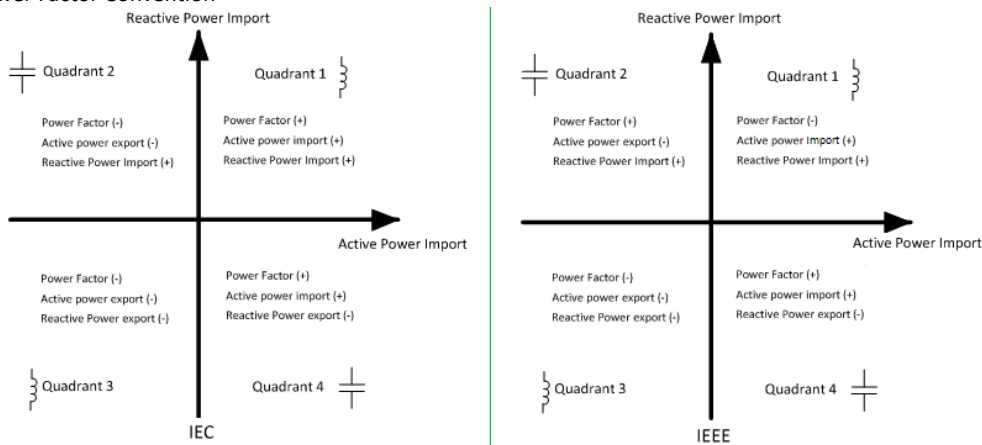 Reactive Power Import
Quadrant 2
Quadrant 1
Power Factor (-)
Active power export (-)
Reactive Power Import (+)
Power Factor (+)
Active power import (+)
Reactive Power Import (+)
Active Power Import
Power Factor (-)
Active power export (-)
Reactive Power export (-)
Power Factor (+)
Active power import (+)
Reactive Power export (-)
Quadrant 3
Quadrant 4
IEC
Reactive Power Import
Quadrant 2
Quadrant 1
Power Factor (+)
Active power export (-)
Reactive Power Import (+)
Power Factor (-)
Active power Import (+)
Reactive Power Import (+)
Active Power Import
Power Factor (-)
Active power export (-)
Reactive Power export (-)
Power Factor (+)
Active power import (+)
Reactive Power export (-)
Quadrant 3
Quadrant 4
IEEE